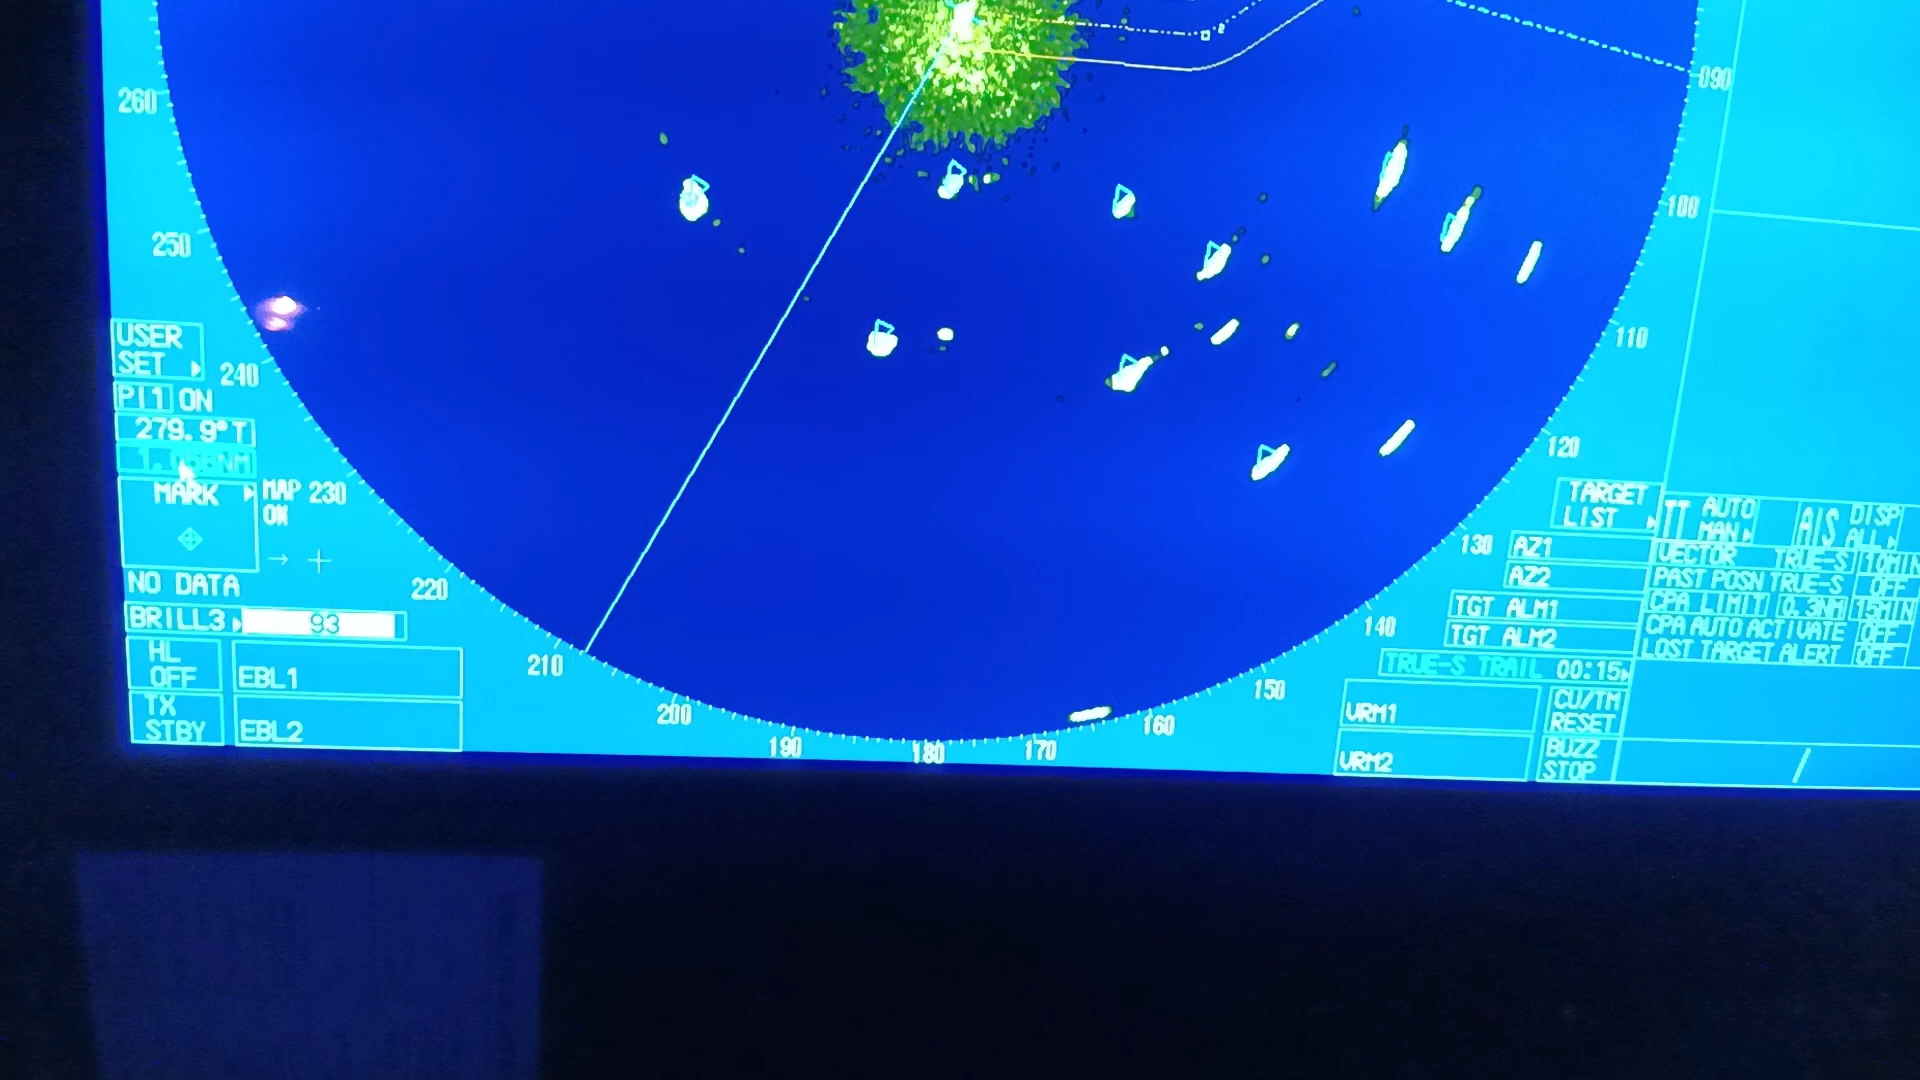 260
250
240
230
220
210
200
190
180
170
160
150
140
130
120
110
100
090
USER
SET
PI1 ON
279.9°T
MARK
MAP
ON
NO DATA
BRILL3 93
HL
OFF
EBL1
TX
STBY
EBL2
TARGET
LIST
AZ1
AZ2
TGT ALM1
TGT ALM2
TRUE-S TRAIL 00:15
VRM1
CU/TM
RESET
VRM2
BUZZ
STOP
TT AUTO
MAN
AIS DISP
ALL
VECTOR TRUE-S 10MIN
PAST POSN TRUE-S OFF
CPA LIMIT 0.3NM 15MIN
CPA AUTO ACTIVATE OFF
LOST TARGET ALERT OFF